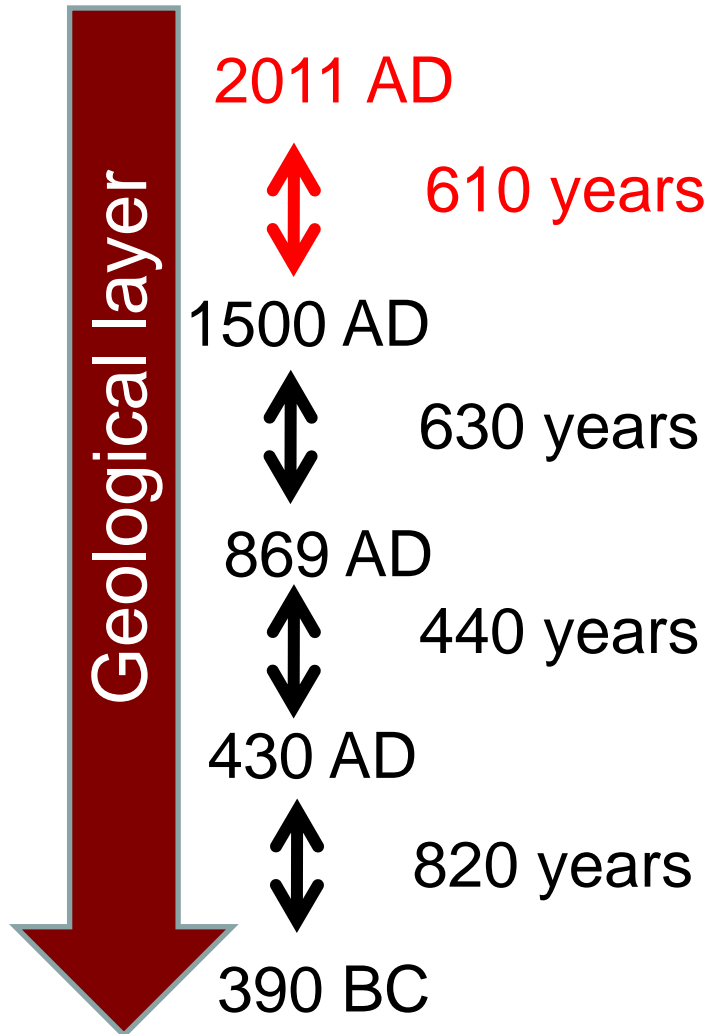 Geological layer
2011 AD
610 years
1500 AD
630 years
869 AD
440 years
430 AD
820 years
390 BC